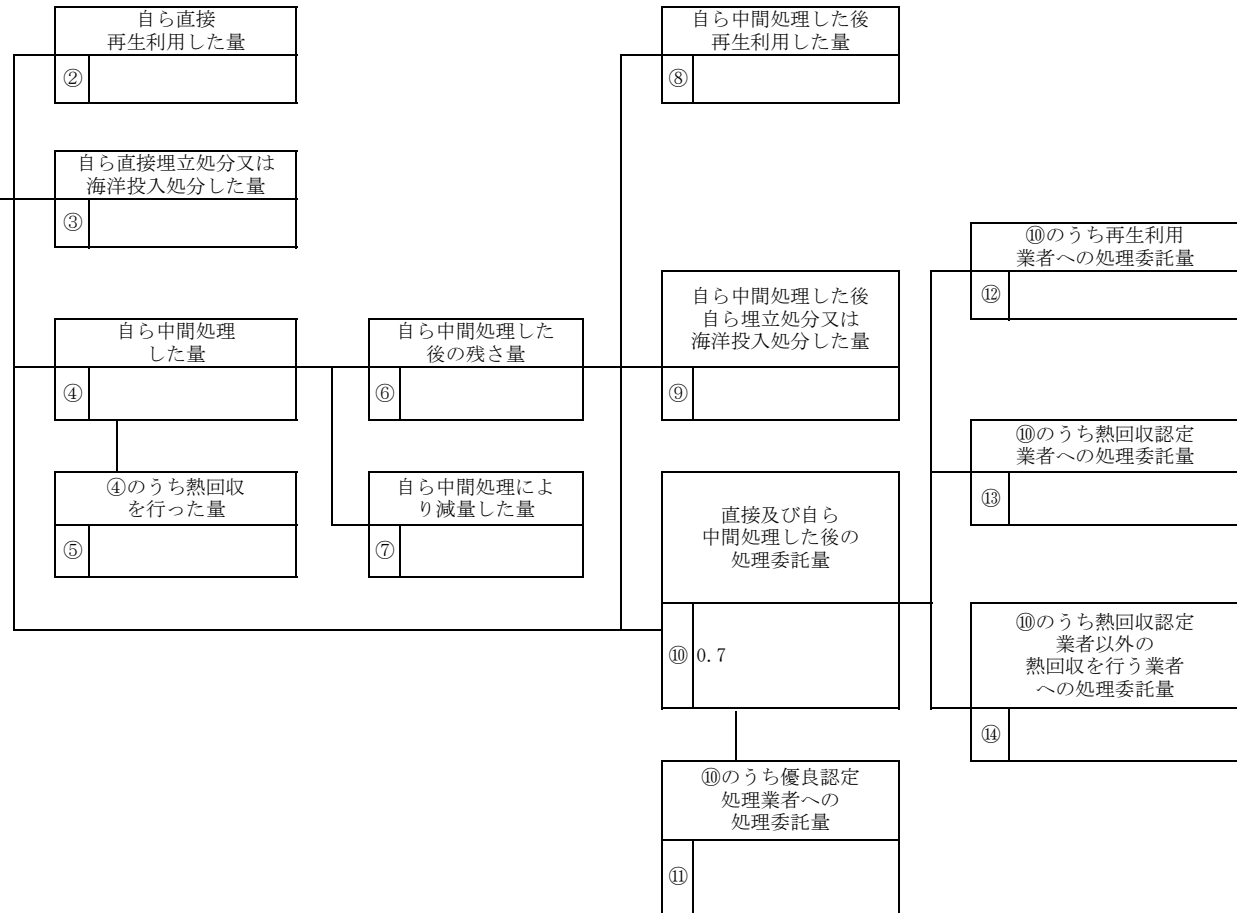 自ら直接
再生利用した量
②
自ら中間処理した後
再生利用した量
⑧
自ら直接埋立処分又は
海洋投入処分した量
③
⑩のうち再生利用
業者への処理委託量
⑫
自ら中間処理
した量
④
自ら中間処理した
後の残さ量
⑥
自ら中間処理した後
自ら埋立処分又は
海洋投入処分した量
⑨
⑩のうち熱回収認定
業者への処理委託量
⑬
④のうち熱回収
を行った量
⑤
自ら中間処理によ
り減量した量
⑦
直接及び自ら
中間処理した後の
処理委託量
⑩ 0.7
⑩のうち熱回収認定
業者以外の
熱回収を行う業者
への処理委託量
⑭
⑩のうち優良認定
処理業者への
処理委託量
⑪